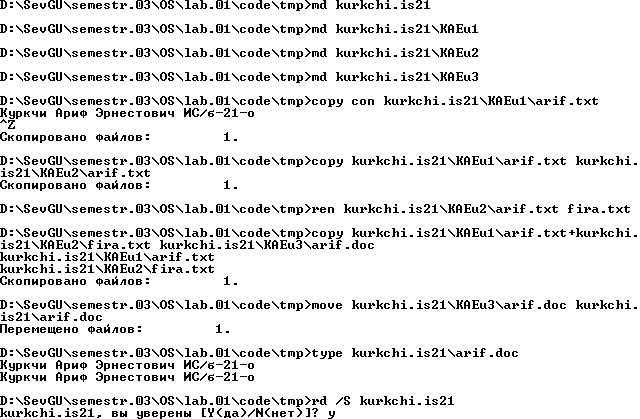 D:\SevGU\semestr.03\OS\lab.01\code\tmp>md kurkchi.is21
D:\SevGU\semestr.03\OS\lab.01\code\tmp>md kurkchi.is21\KAEu1
D:\SevGU\semestr.03\OS\lab.01\code\tmp>md kurkchi.is21\KAEu2
D:\SevGU\semestr.03\OS\lab.01\code\tmp>md kurkchi.is21\KAEu3
D:\SevGU\semestr.03\OS\lab.01\code\tmp>copy con kurkchi.is21\KAEu1\arif.txt
Куркчи Ариф Эрнестович ИС/б-21-о
^Z
Скопировано файлов:         1.
D:\SevGU\semestr.03\OS\lab.01\code\tmp>copy kurkchi.is21\KAEu1\arif.txt kurkchi.
is21\KAEu2\arif.txt
Скопировано файлов:         1.
D:\SevGU\semestr.03\OS\lab.01\code\tmp>ren kurkchi.is21\KAEu2\arif.txt fira.txt
D:\SevGU\semestr.03\OS\lab.01\code\tmp>copy kurkchi.is21\KAEu1\arif.txt+kurkchi.
is21\KAEu2\fira.txt kurkchi.is21\KAEu3\arif.doc
kurkchi.is21\KAEu1\arif.txt
kurkchi.is21\KAEu2\fira.txt
Скопировано файлов:         1.
D:\SevGU\semestr.03\OS\lab.01\code\tmp>move kurkchi.is21\KAEu3\arif.doc kurkchi.
is21\arif.doc
Перемещено файлов:         1.
D:\SevGU\semestr.03\OS\lab.01\code\tmp>type kurkchi.is21\arif.doc
Куркчи Ариф Эрнестович ИС/б-21-о
Куркчи Ариф Эрнестович ИС/б-21-о
D:\SevGU\semestr.03\OS\lab.01\code\tmp>rd /S kurkchi.is21
kurkchi.is21, вы уверены [Y(да)/N(нет)]? y